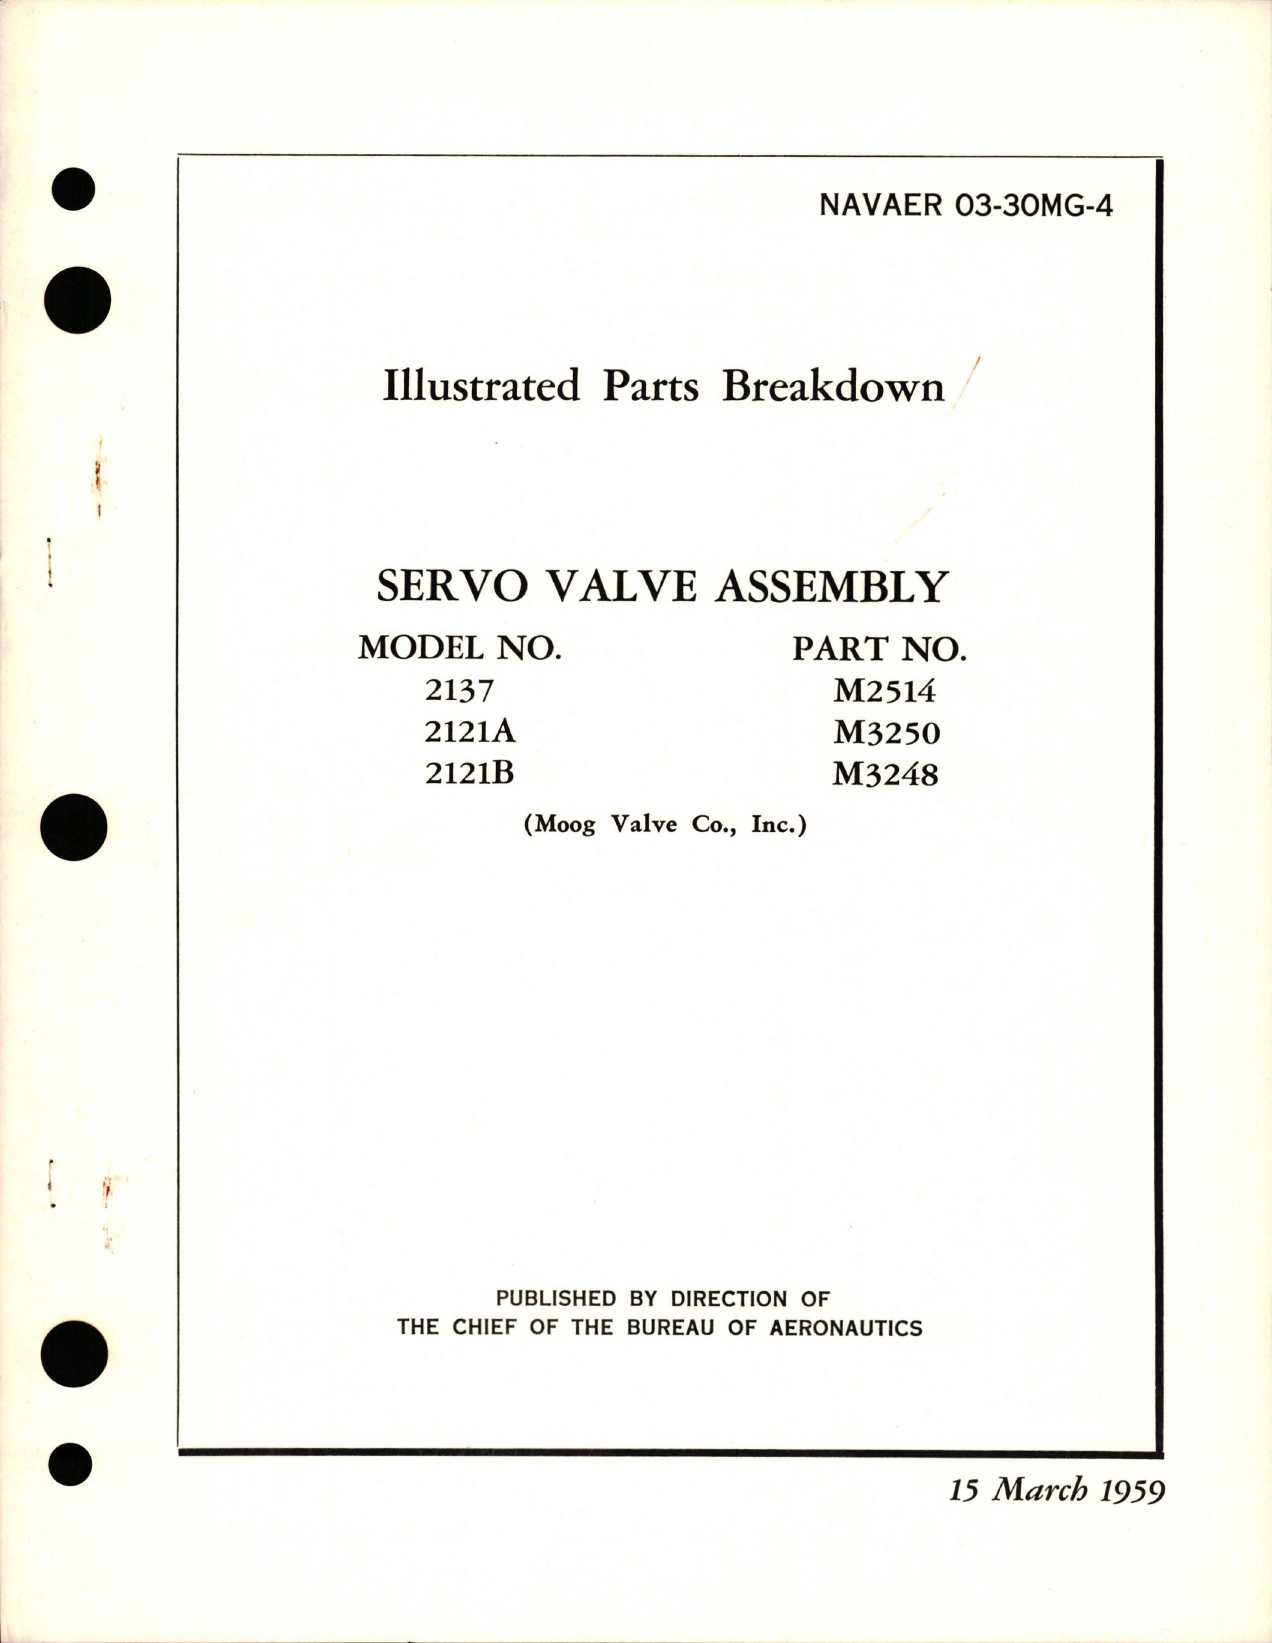 NAVAER 03-30MG-4
Illustrated Parts Breakdown
SERVO VALVE ASSEMBLY
MODEL NO. PART NO.
2137 M2514
2121A M3250
2121B M3248
(Moog Valve Co., Inc.)
PUBLISHED BY DIRECTION OF
THE CHIEF OF THE BUREAU OF AERONAUTICS
15 March 1959